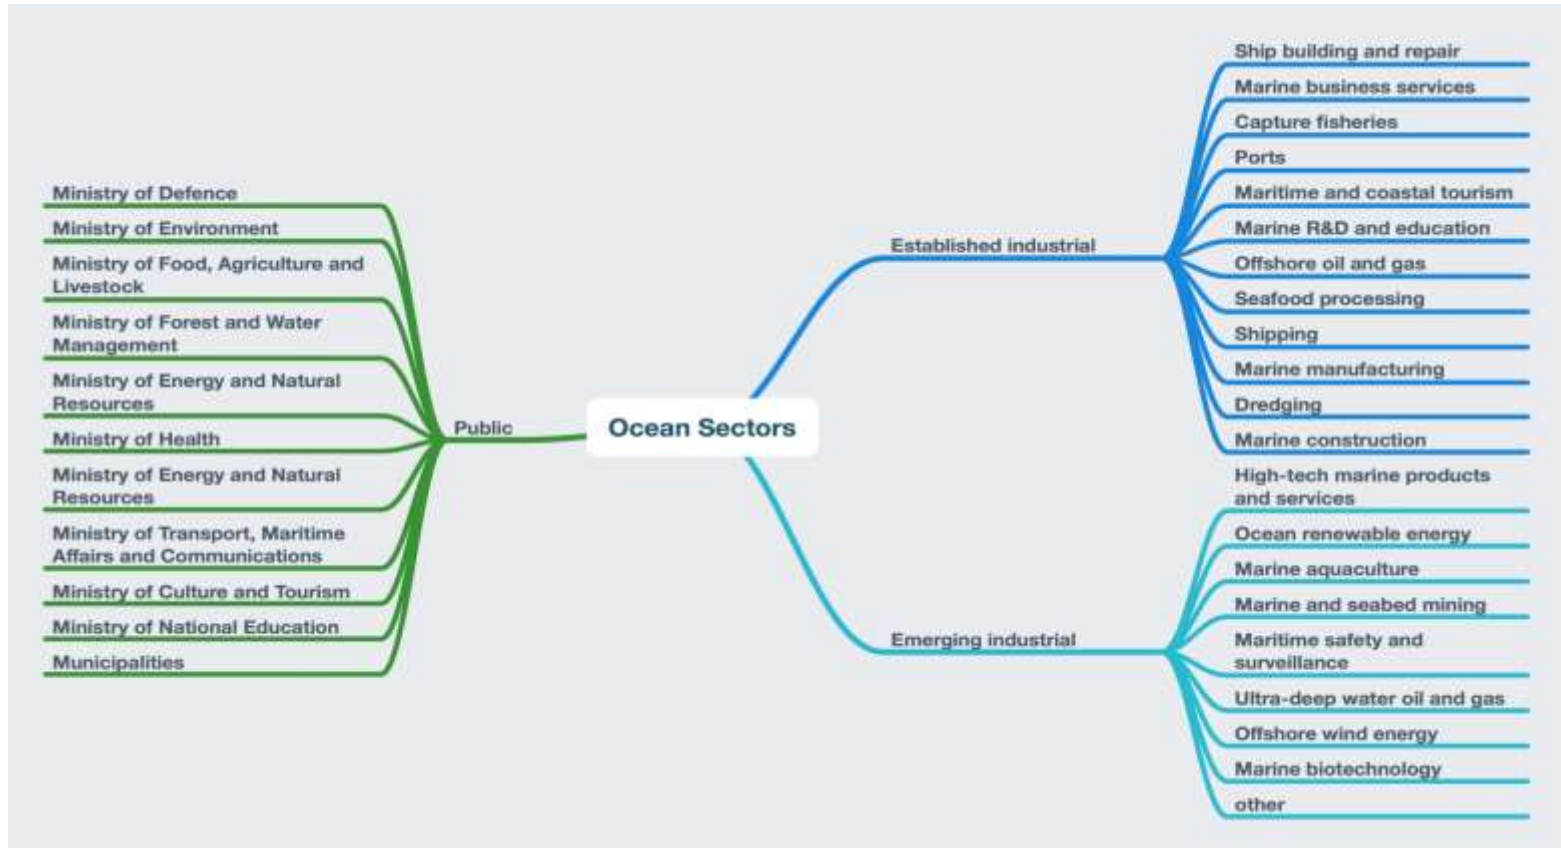 Ocean Sectors
Public
Ministry of Defence
Ministry of Environment
Ministry of Food, Agriculture and
Livestock
Ministry of Forest and Water
Management
Ministry of Energy and Natural
Resources
Ministry of Health
Ministry of Energy and Natural
Resources
Ministry of Transport, Maritime
Affairs and Communications
Ministry of Culture and Tourism
Ministry of National Education
Municipalities
Established industrial
Ship building and repair
Marine business services
Capture fisheries
Ports
Maritime and coastal tourism
Marine R&D and education
Offshore oil and gas
Seafood processing
Shipping
Marine manufacturing
Dredging
Marine construction
Emerging industrial
High-tech marine products
and services
Ocean renewable energy
Marine aquaculture
Marine and seabed mining
Maritime safety and
surveillance
Ultra-deep water oil and gas
Offshore wind energy
Marine biotechnology
other